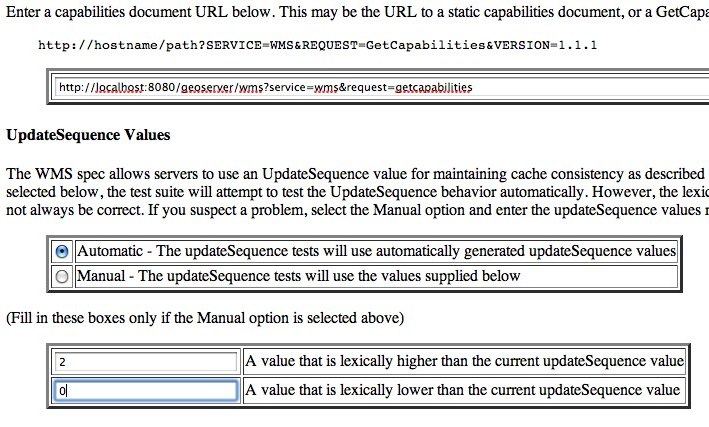 Enter a capabilities document URL below. This may be the URL to a static capabilities document, or a
http://hostname/path?SERVICE=WMS&REQUEST=GetCapabilities&VERSION=1.1.1
http://localhost:8080/geoserver/wms?service=wms&request=getcapabilities
UpdateSequence Values
The WMS spec allows servers to use an UpdateSequence value for maintaining cache consistency as described
selected below, the test suite will attempt to test the UpdateSequence behavior automatically. However, the
not always be correct. If you suspect a problem, select the Manual option and enter the updateSequence values
Automatic - The updateSequence tests will use automatically generated updateSequence values
Manual - The updateSequence tests will use the values supplied below
(Fill in these boxes only if the Manual option is selected above)
2 A value that is lexically higher than the current updateSequence value
0 A value that is lexically lower than the current updateSequence value